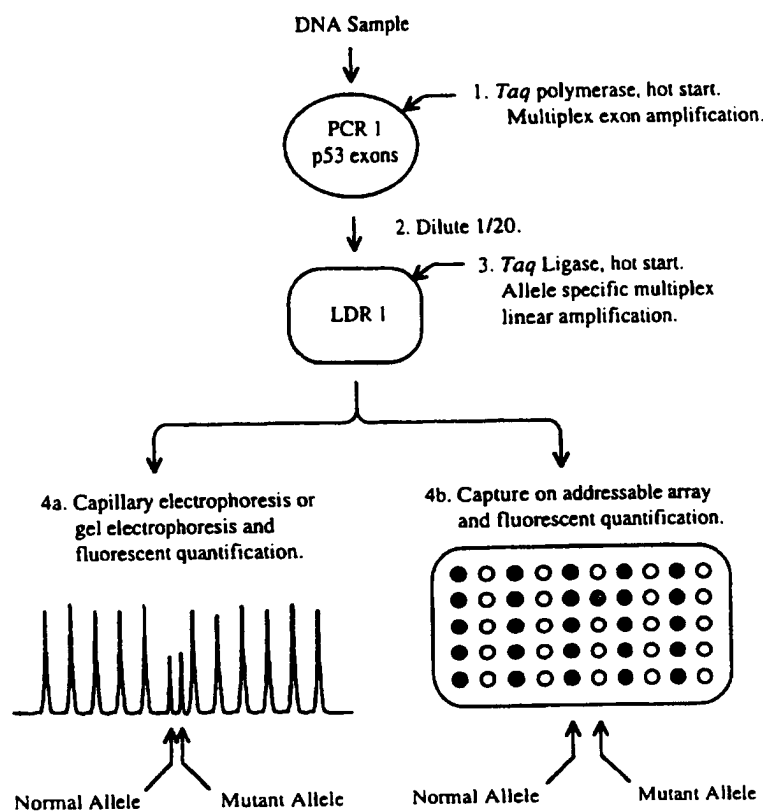 DNA Sample
1. Taq polymerase, hot start.
Multiplex exon amplification.
PCR 1
p53 exons
2. Dilute 1/20.
3. Taq Ligase, hot start.
Allele specific multiplex
linear amplification.
LDR 1
4a. Capillary electrophoresis or
gel electrophoresis and
fluorescent quantification.
4b. Capture on addressable array
and fluorescent quantification.
Normal Allele
Mutant Allele
Normal Allele
Mutant Allele